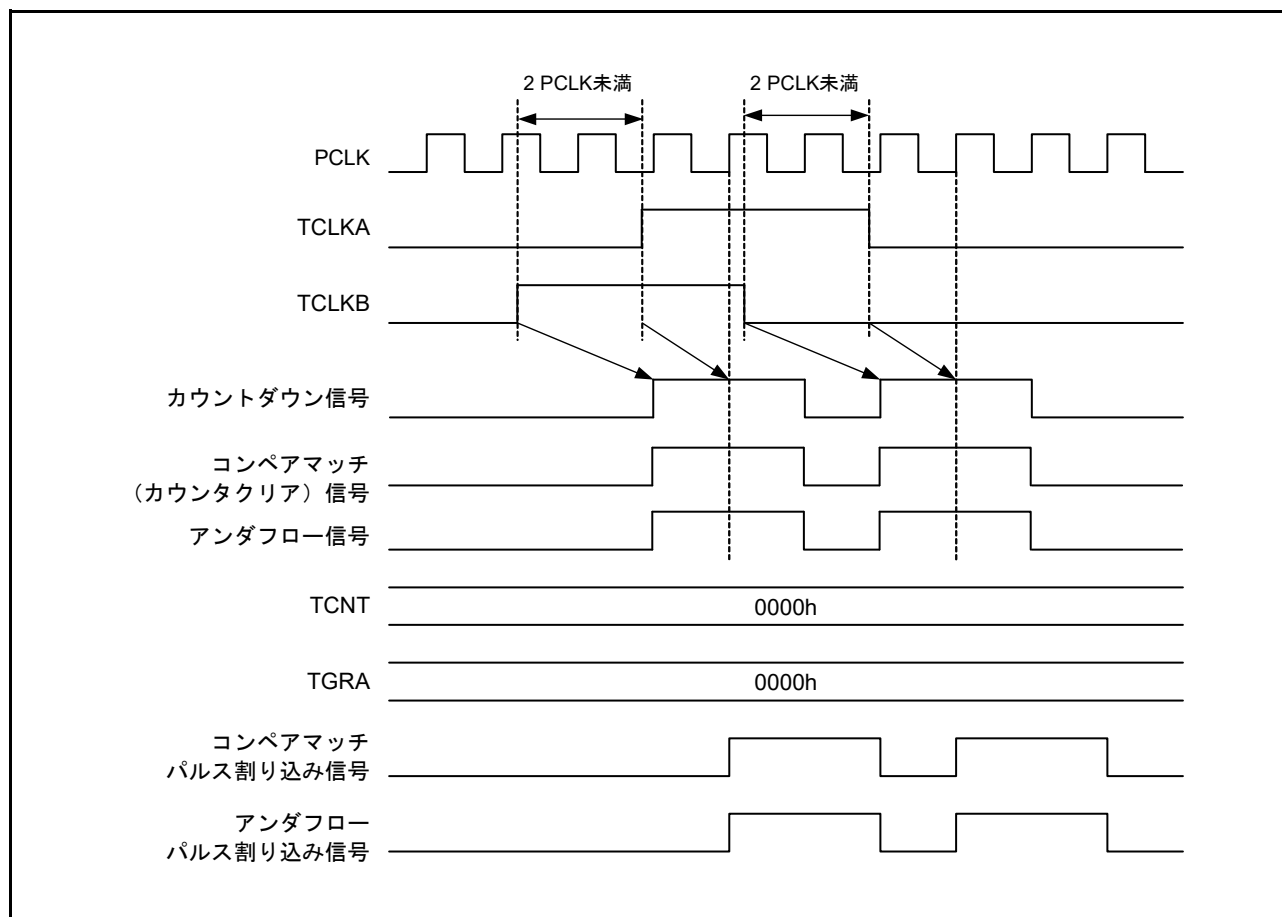 2 PCLK未満 2 PCLK未満
PCLK
TCLKA
TCLKB
カウントダウン信号
コンペアマッチ
（カウンタクリア）信号
アンダフロー信号
TCNT 0000h
TGRA 0000h
コンペアマッチ
パルス割り込み信号
アンダフロー
パルス割り込み信号